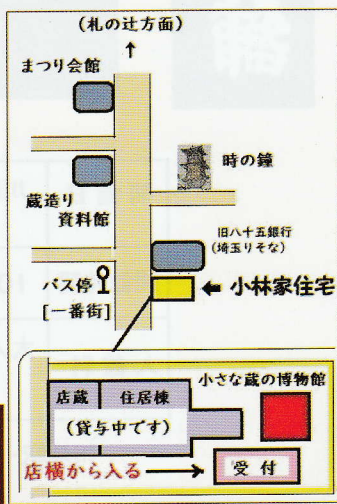 (札の辻方面)
まつり会館
時の鐘
蔵造り
資料館
旧八十五銀行
(埼玉りそな)
バス停
[一番街]
小林家住宅
小さな蔵の博物館
店蔵
住居棟
(貸与中です)
店横から入る
受付